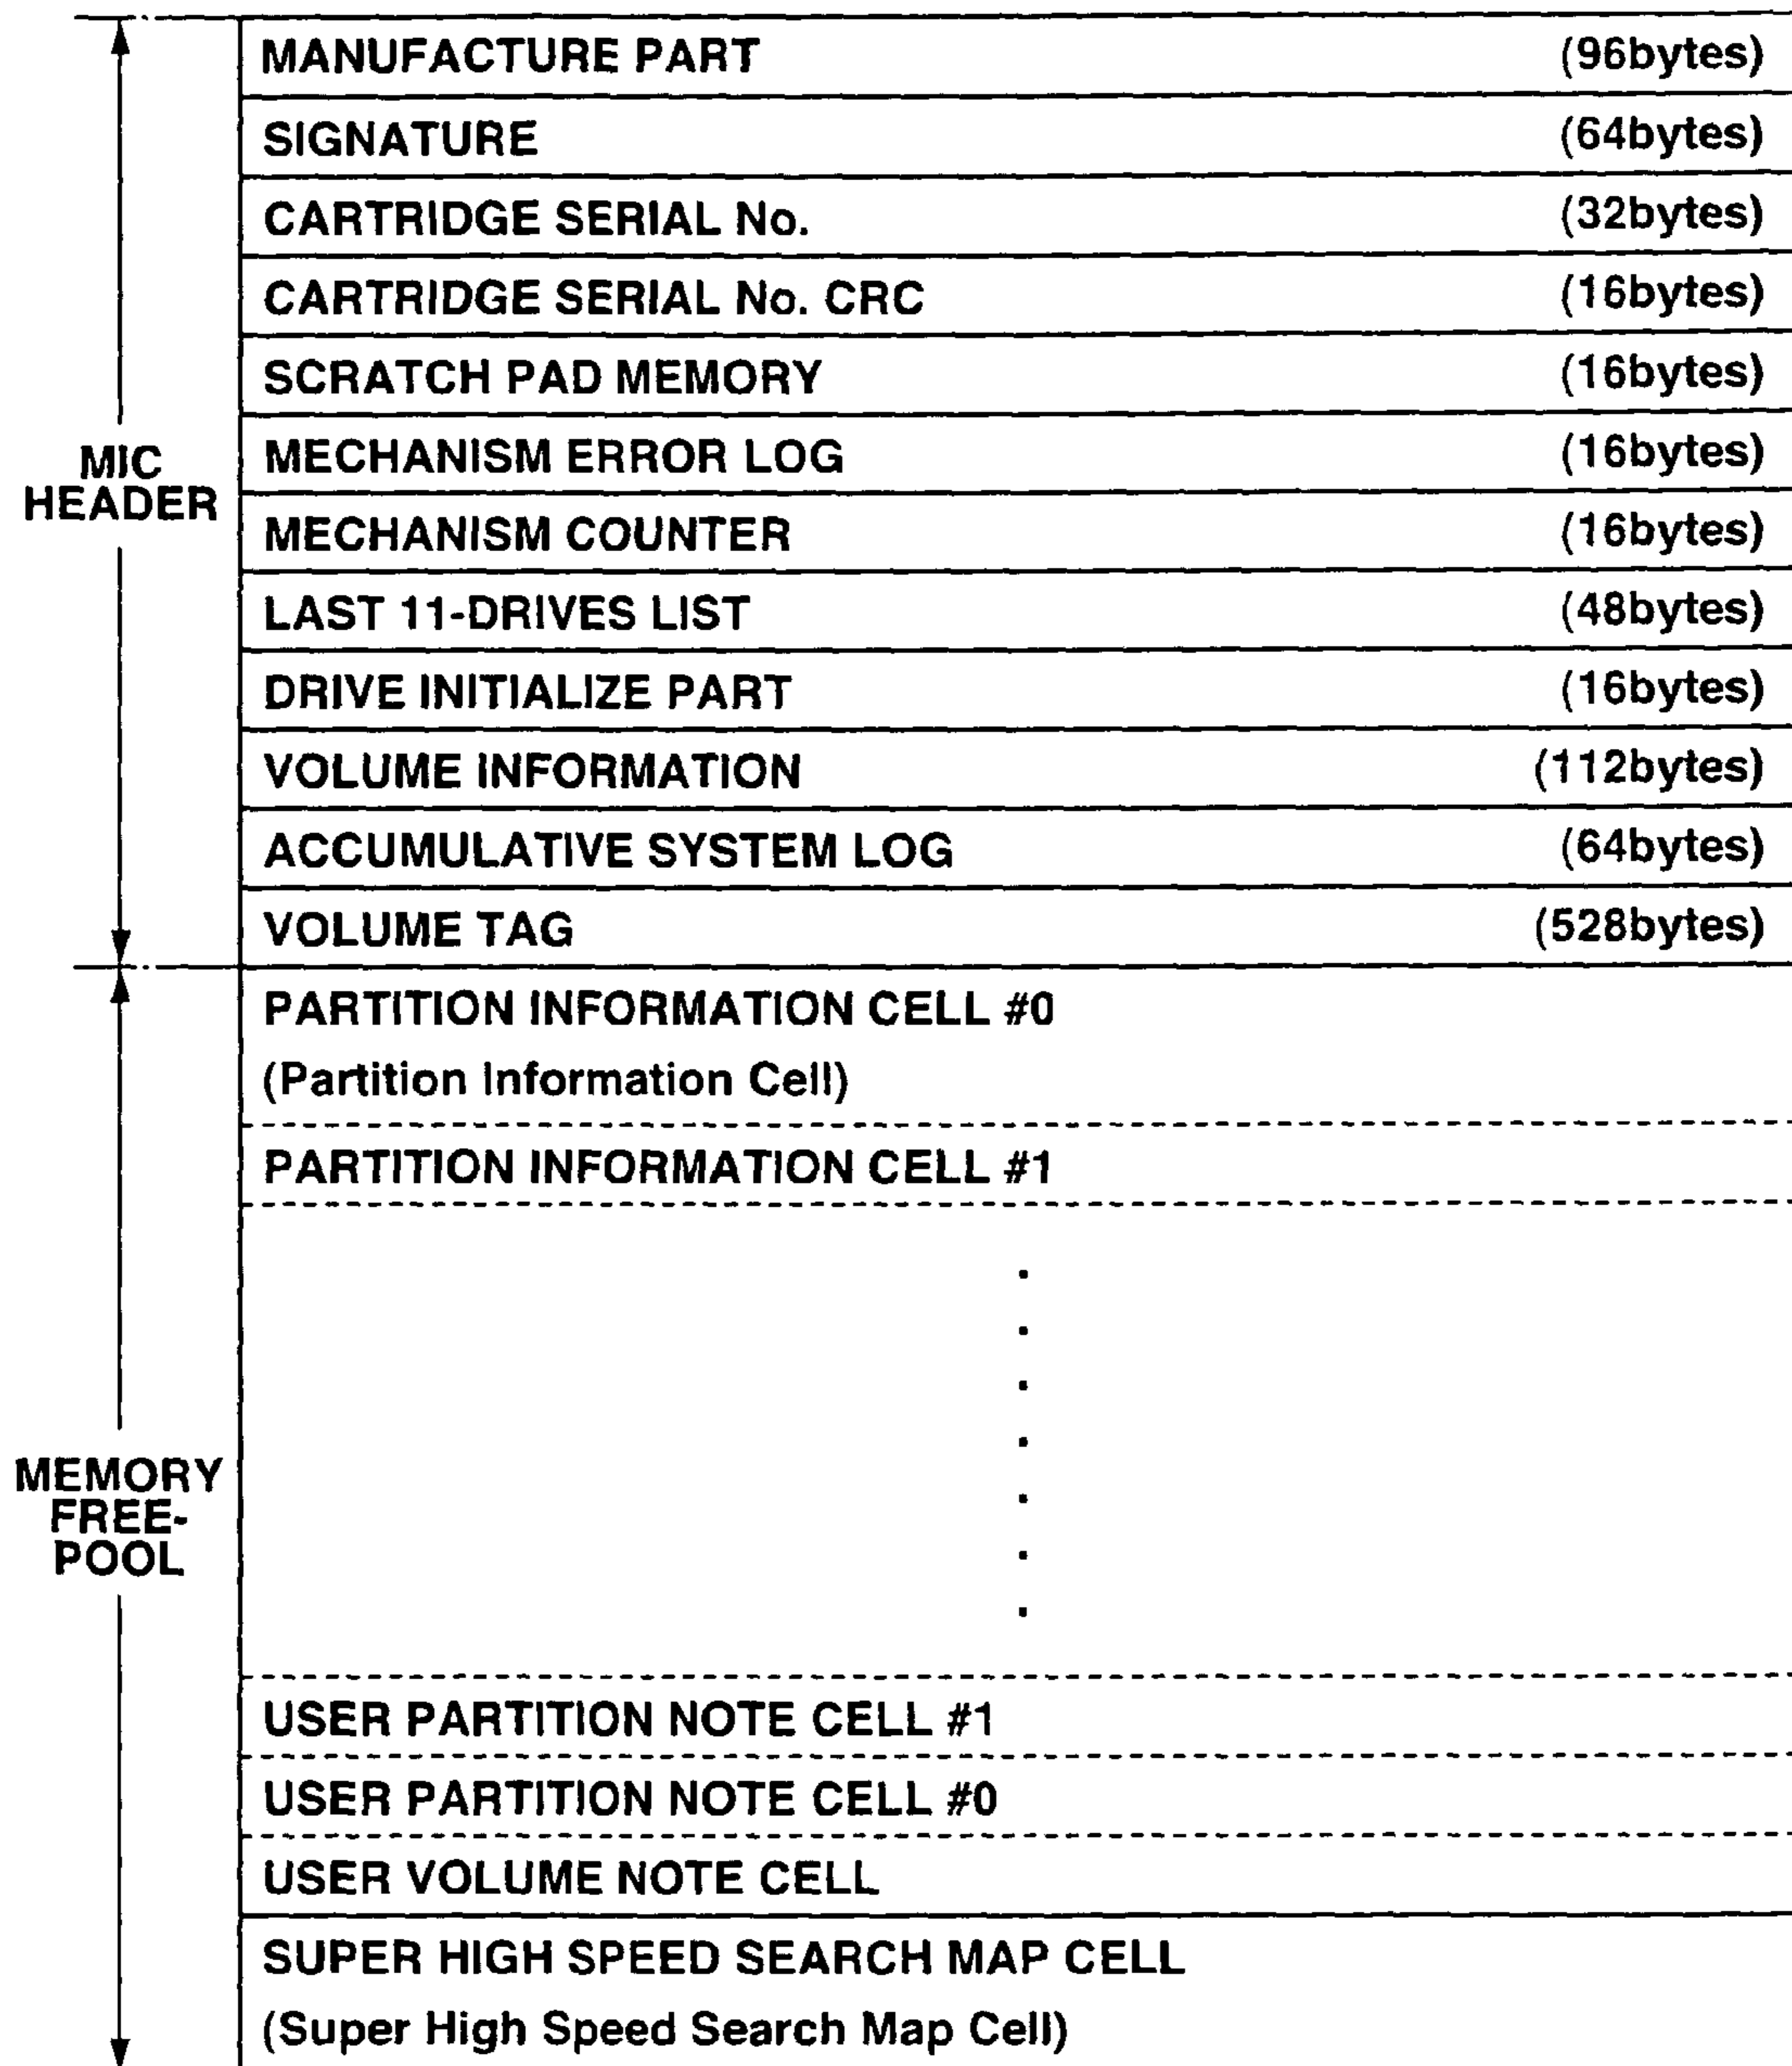 MANUFACTURE PART (96bytes)
SIGNATURE (64bytes)
CARTRIDGE SERIAL No. (32bytes)
CARTRIDGE SERIAL No. CRC (16bytes)
SCRATCH PAD MEMORY (16bytes)
MECHANISM ERROR LOG (16bytes)
MIC
HEADER
MECHANISM COUNTER (16bytes)
LAST 11-DRIVES LIST (48bytes)
DRIVE INITIALIZE PART (16bytes)
VOLUME INFORMATION (112bytes)
ACCUMULATIVE SYSTEM LOG (64bytes)
VOLUME TAG (528bytes)
PARTITION INFORMATION CELL #0
(Partition Information Cell)
PARTITION INFORMATION CELL #1
MEMORY
FREE-
POOL
USER PARTITION NOTE CELL #1
USER PARTITION NOTE CELL #0
USER VOLUME NOTE CELL
SUPER HIGH SPEED SEARCH MAP CELL
(Super High Speed Search Map Cell)